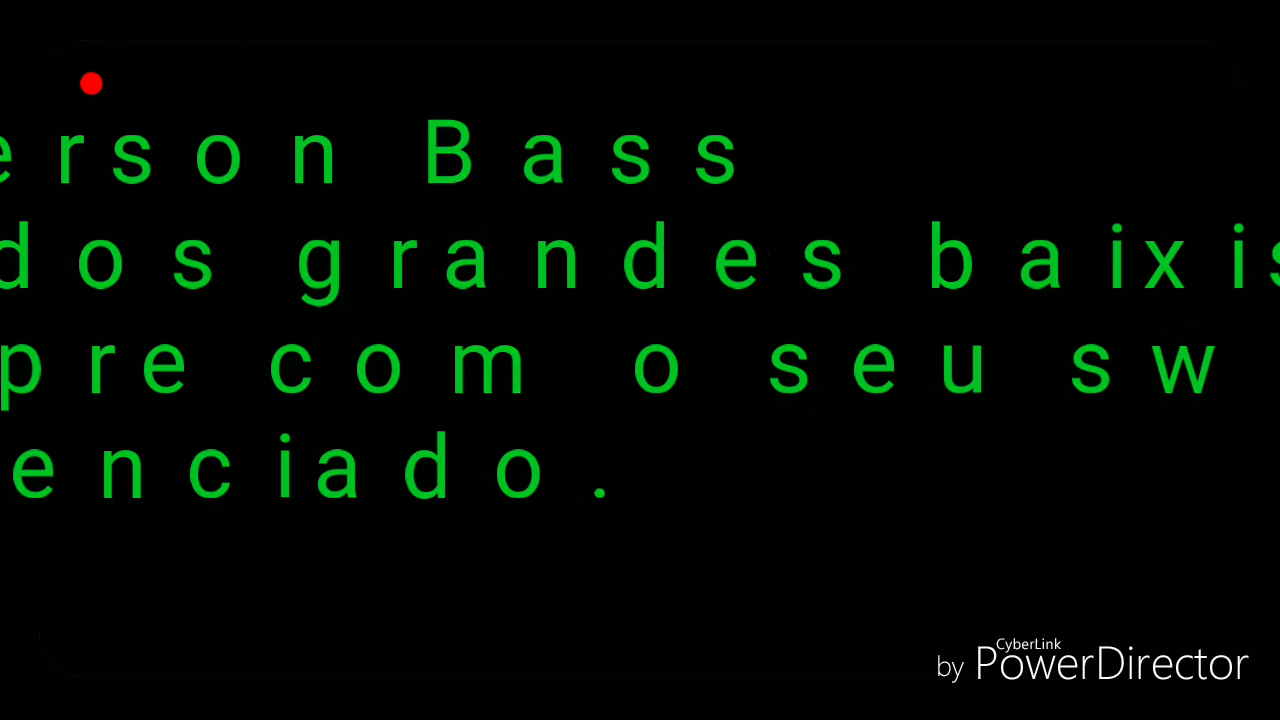 erson Bass
dos grandes baixis
pre com o seu sw
enciado.
by CyberLink PowerDirector